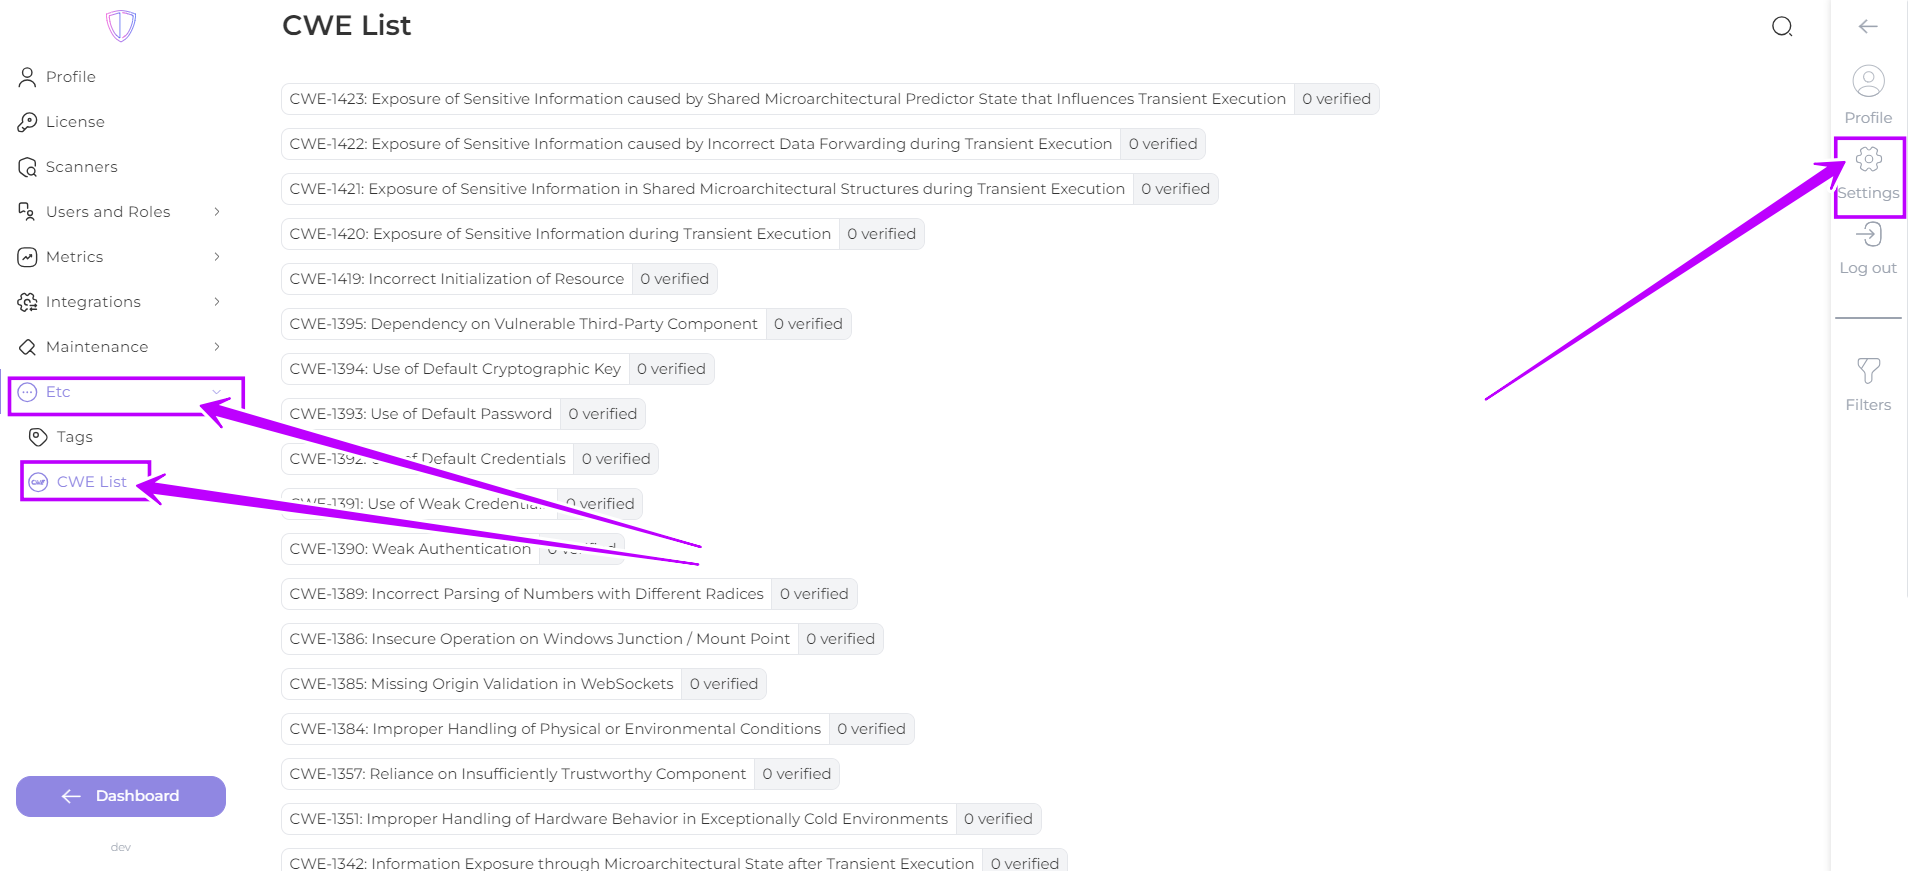 CWE List
Profile
License
Scanners
Users and Roles
Metrics
Integrations
Maintenance
Etc
Tags
CWE List
Dashboard
dev
CWE-1423: Exposure of Sensitive Information caused by Shared Microarchitectural Predictor State that Influences Transient Execution 0 verified
CWE-1422: Exposure of Sensitive Information caused by Incorrect Data Forwarding during Transient Execution 0 verified
CWE-1421: Exposure of Sensitive Information in Shared Microarchitectural Structures during Transient Execution 0 verified
CWE-1420: Exposure of Sensitive Information during Transient Execution 0 verified
CWE-1419: Incorrect Initialization of Resource 0 verified
CWE-1395: Dependency on Vulnerable Third-Party Component 0 verified
CWE-1394: Use of Default Cryptographic Key 0 verified
CWE-1393: Use of Default Password 0 verified
CWE-1392: of Default Credentials 0 verified
CWE-1391: Use of Weak 0 verified
CWE-1390: Weak Authentication
CWE-1389: Incorrect Parsing of Numbers with Different Radices 0 verified
CWE-1386: Insecure Operation on Windows Junction / Mount Point 0 verified
CWE-1385: Missing Origin Validation in WebSockets 0 verified
CWE-1384: Improper Handling of Physical or Environmental Conditions 0 verified
CWE-1357: Reliance on Insufficiently Trustworthy Component 0 verified
CWE-1351: Improper Handling of Hardware Behavior in Exceptionally Cold Environments 0 verified
CWE-1342: Information Exposure through Microarchitectural State after Transient Execution 0 verified
Profile
Settings
Log out
Filters